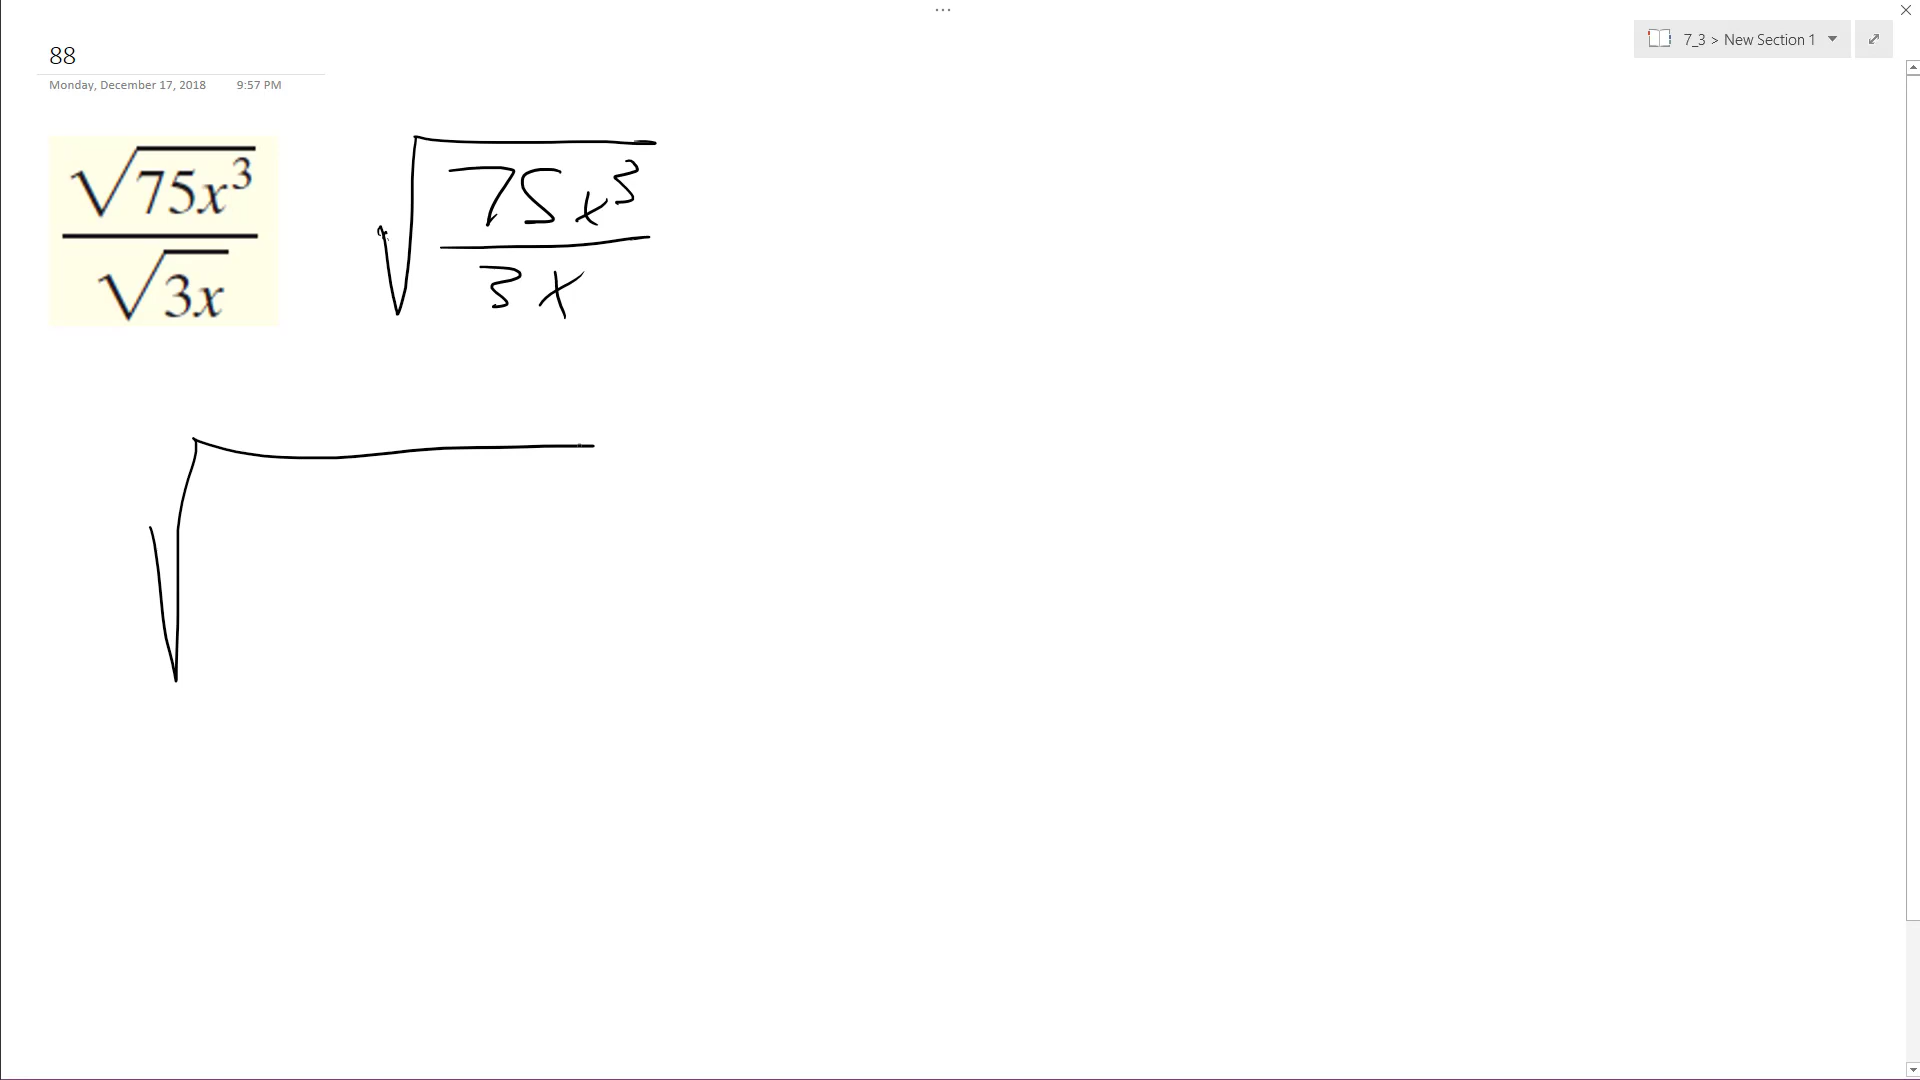 ...
7_3 > New Section 1
88
Monday, December 17, 2018 9:57 PM
√75x³
√3x
√75x³
3x